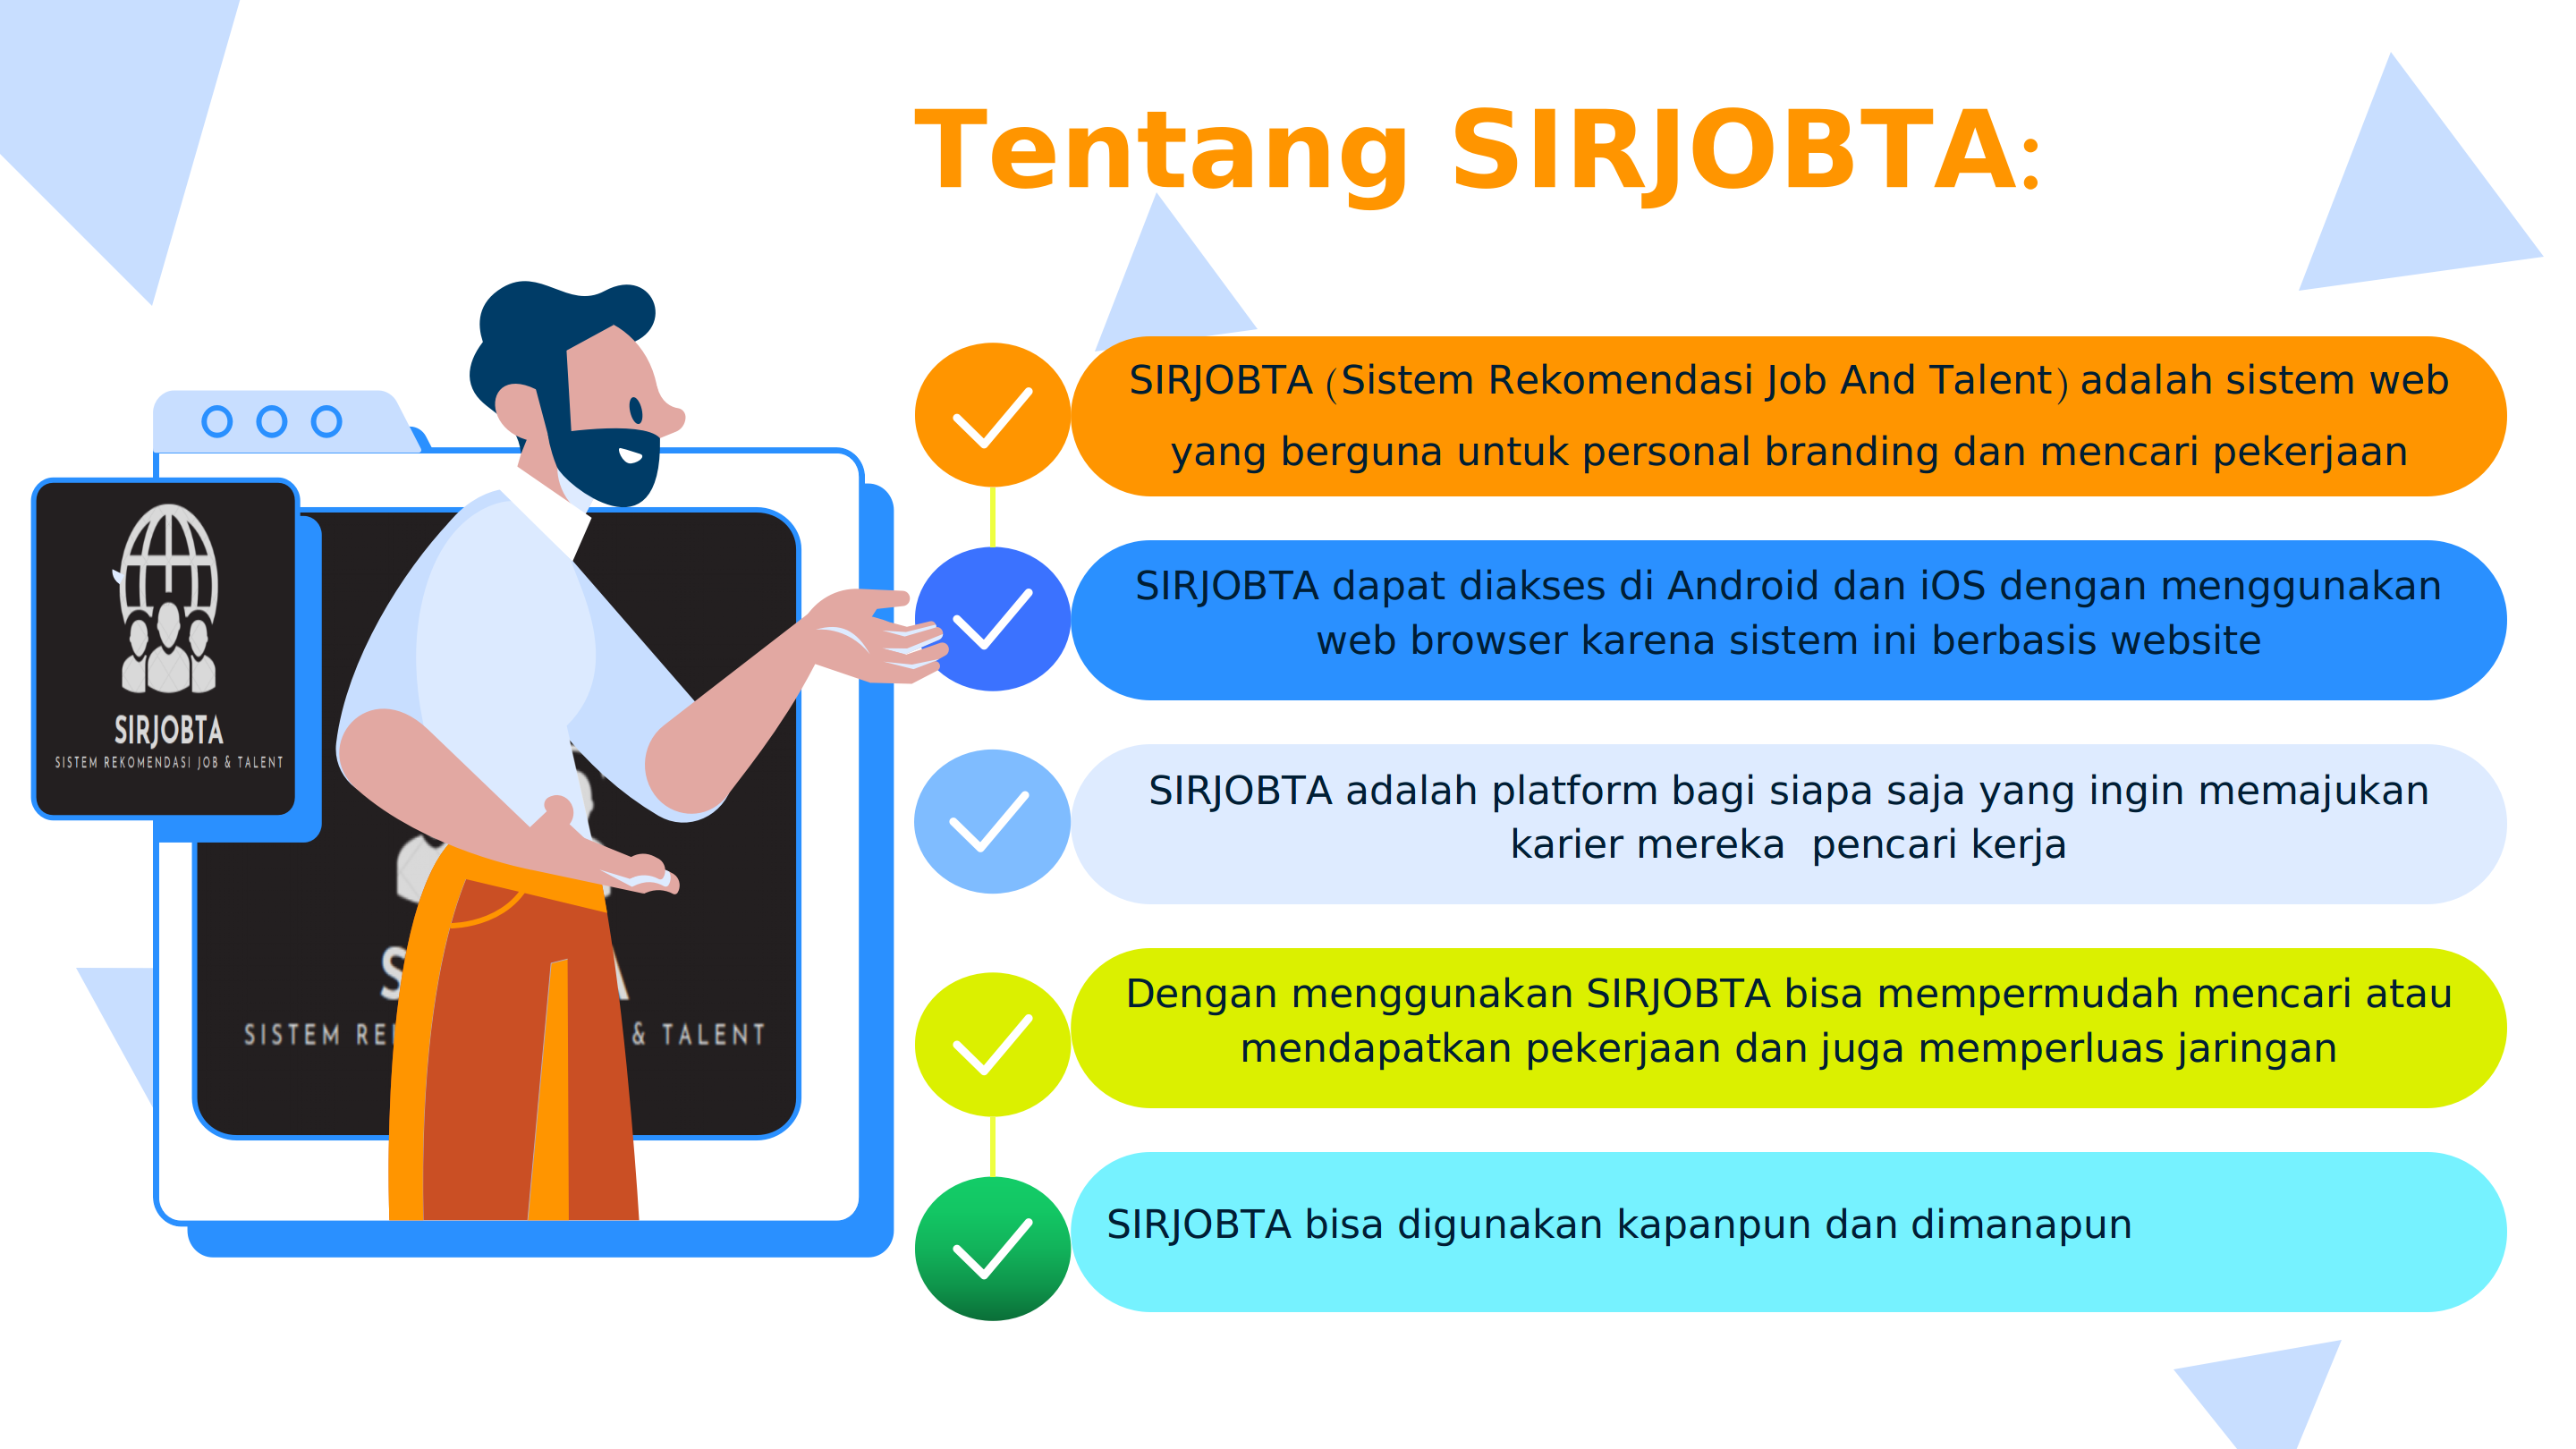 Tentang SIRJOBTA:
SIRJOBTA (Sistem Rekomendasi Job And Talent) adalah sistem web
yang berguna untuk personal branding dan mencari pekerjaan
SIRJOBTA dapat diakses di Android dan iOS dengan menggunakan
web browser karena sistem ini berbasis website
SIRJOBTA adalah platform bagi siapa saja yang ingin memajukan
karier mereka  pencari kerja
Dengan menggunakan SIRJOBTA bisa mempermudah mencari atau
mendapatkan pekerjaan dan juga memperluas jaringan
SIRJOBTA bisa digunakan kapanpun dan dimanapun
SIRJOBTA
SISTEM REKOMENDASI JOB & TALENT
SISTEM & TALENT